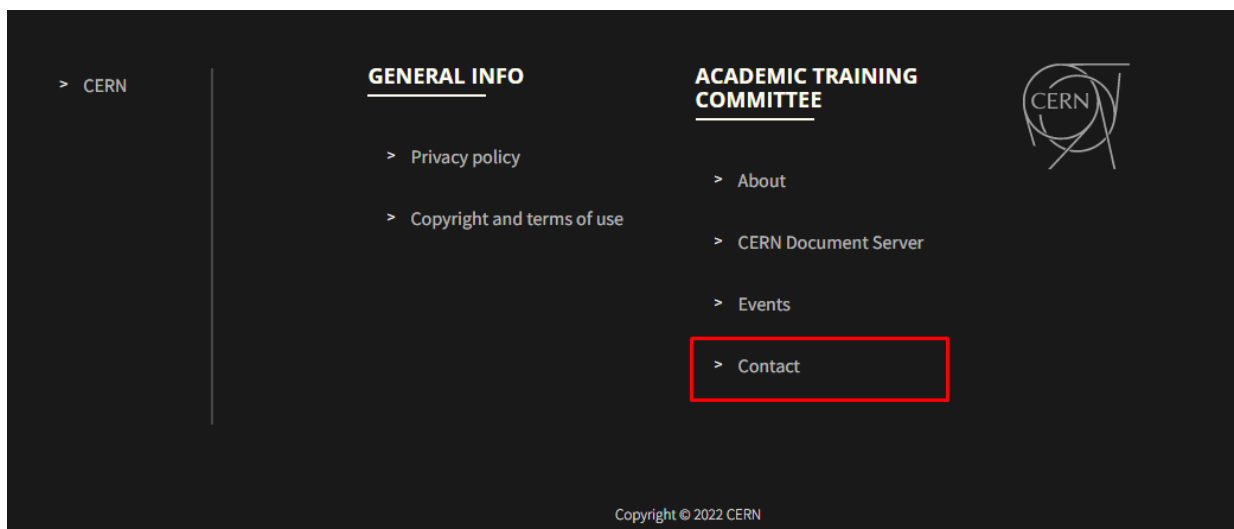 > CERN
GENERAL INFO
> Privacy policy
> Copyright and terms of use
ACADEMIC TRAINING
COMMITTEE
> About
> CERN Document Server
> Events
> Contact
CERN
Copyright © 2022 CERN